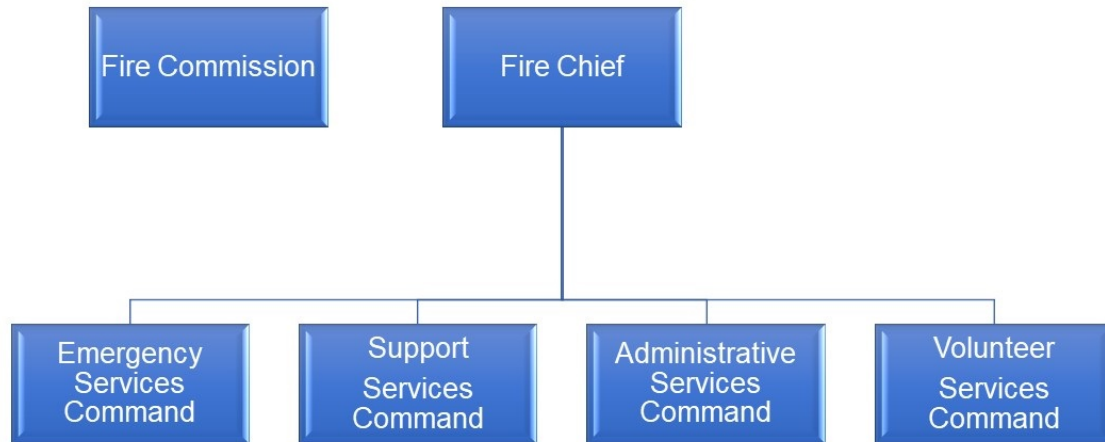 Fire Commission
Fire Chief
Emergency
Services
Command
Support
Services
Command
Administrative
Services
Command
Volunteer
Services
Command